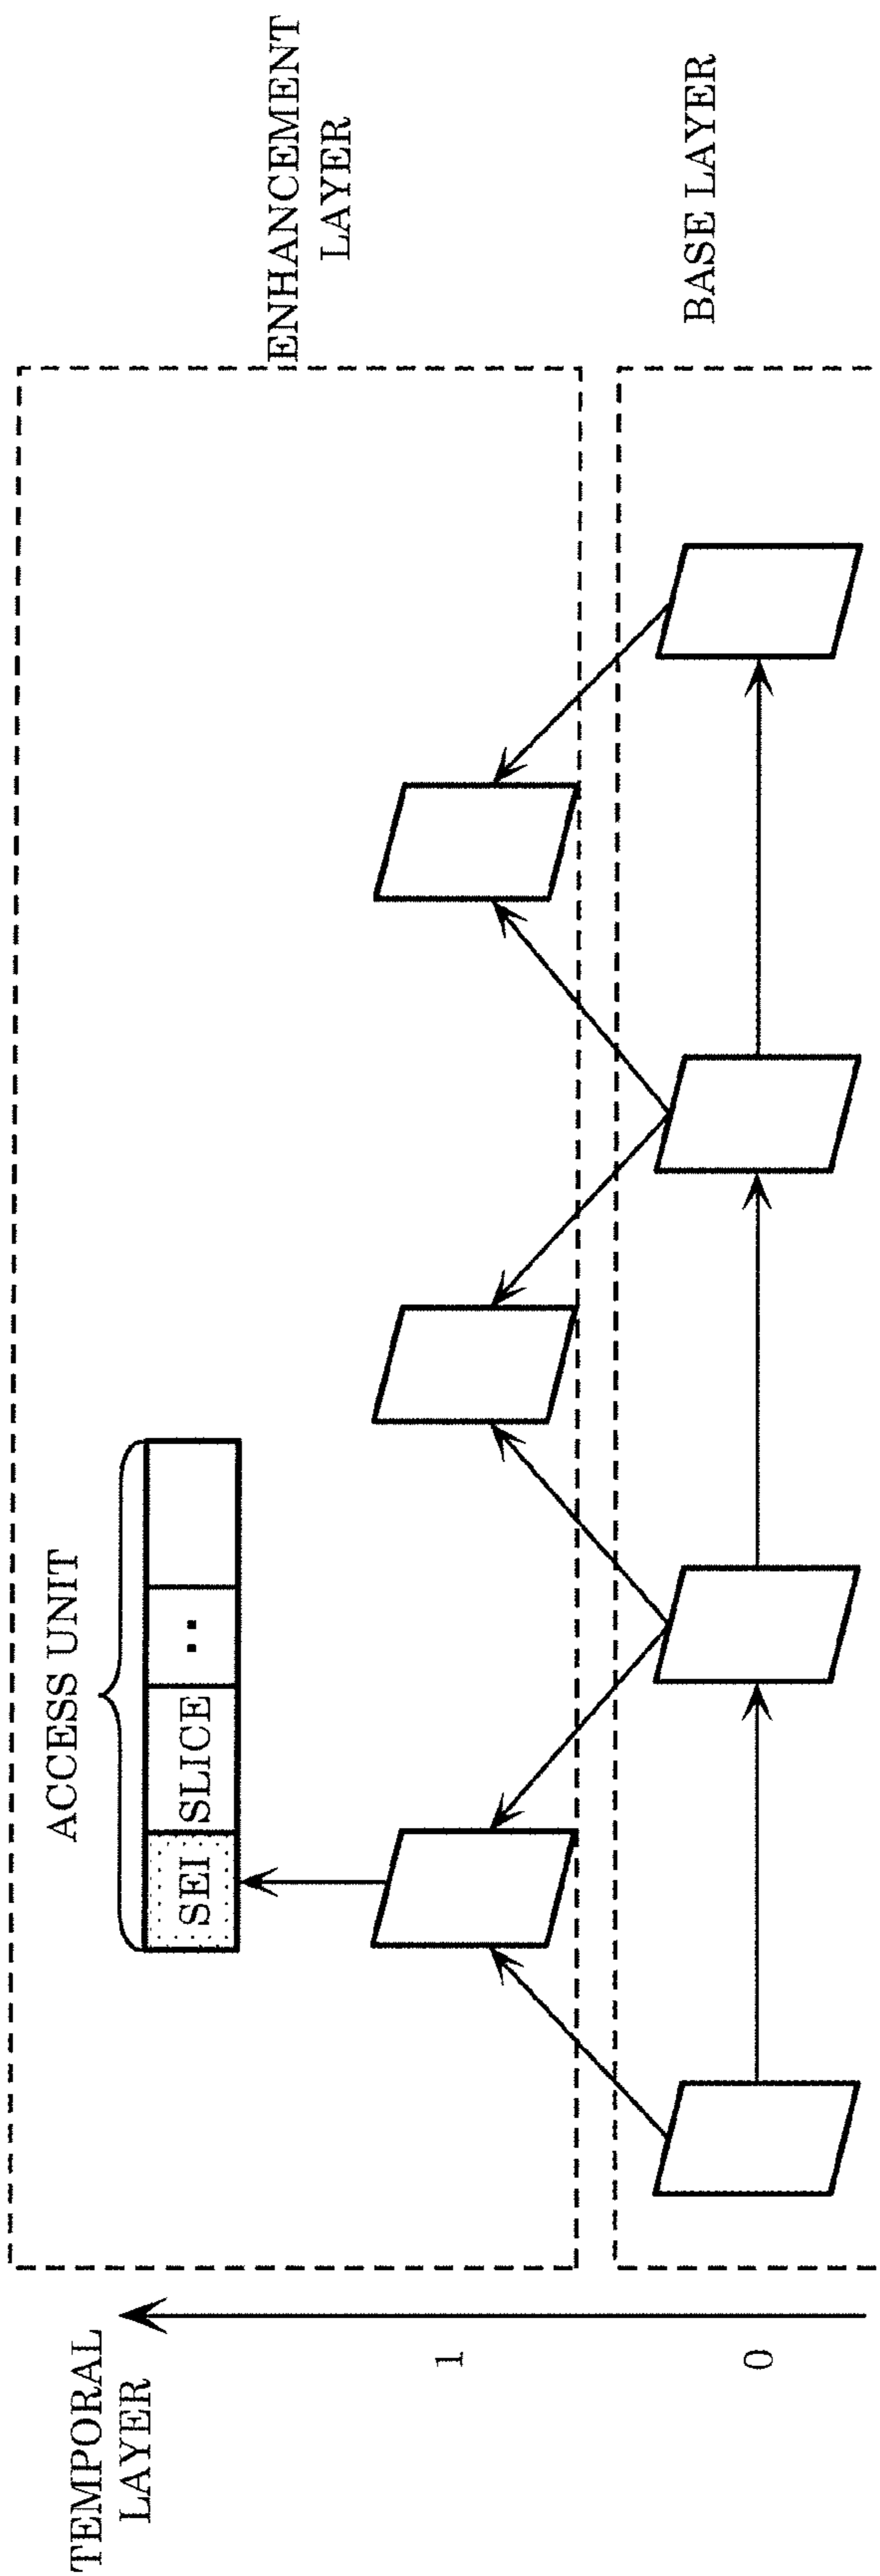 TEMPORAL
LAYER
1
0
ACCESS UNIT
SEI
SLICE
..
ENHANCEMENT
LAYER
BASE LAYER